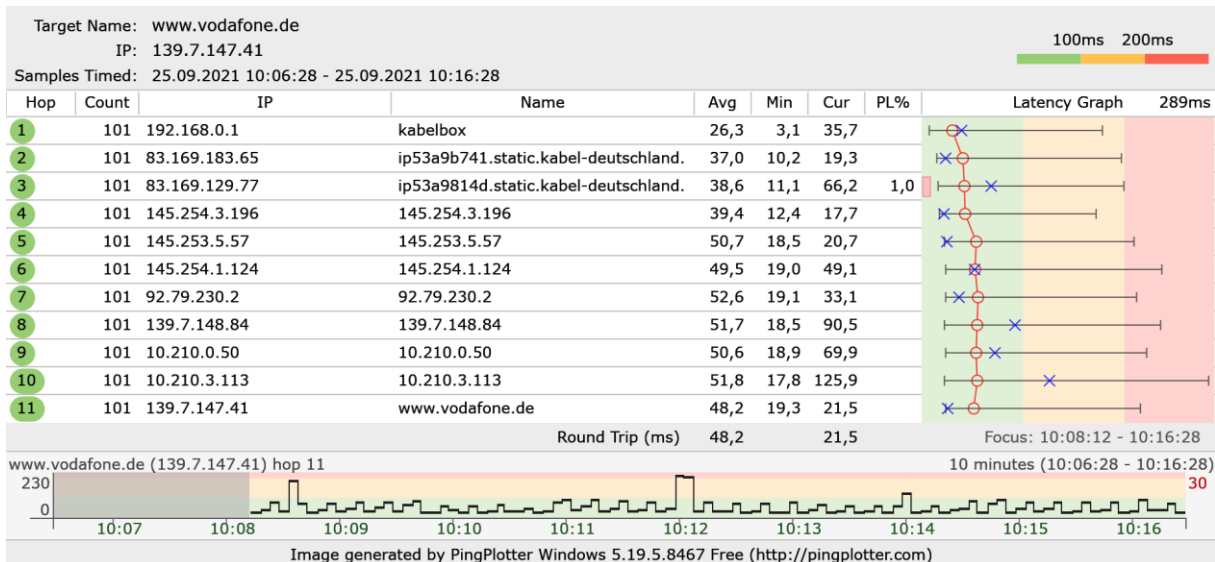 Target Name: www.vodafone.de
IP: 139.7.147.41
Samples Timed: 25.09.2021 10:06:28 - 25.09.2021 10:16:28
100ms 200ms
Hop Count IP Name Avg Min Cur PL% Latency Graph 289ms
1 101 192.168.0.1 kabelbox 26,3 3,1 35,7
2 101 83.169.183.65 ip53a9b741.static.kabel-deutschland. 37,0 10,2 19,3
3 101 83.169.129.77 ip53a9814d.static.kabel-deutschland. 38,6 11,1 66,2 1,0
4 101 145.254.3.196 145.254.3.196 39,4 12,4 17,7
5 101 145.253.5.57 145.253.5.57 50,7 18,5 20,7
6 101 145.254.1.124 145.254.1.124 49,5 19,0 49,1
7 101 92.79.230.2 92.79.230.2 52,6 19,1 33,1
8 101 139.7.148.84 139.7.148.84 51,7 18,5 90,5
9 101 10.210.0.50 10.210.0.50 50,6 18,9 69,9
10 101 10.210.3.113 10.210.3.113 51,8 17,8 125,9
11 101 139.7.147.41 www.vodafone.de 48,2 19,3 21,5
Round Trip (ms) 48,2 21,5 Focus: 10:08:12 - 10:16:28
www.vodafone.de (139.7.147.41) hop 11 10 minutes (10:06:28 - 10:16:28)
230 30
0
10:07 10:08 10:09 10:10 10:11 10:12 10:13 10:14 10:15 10:16
Image generated by PingPlotter Windows 5.19.5.8467 Free (http://pingplotter.com)